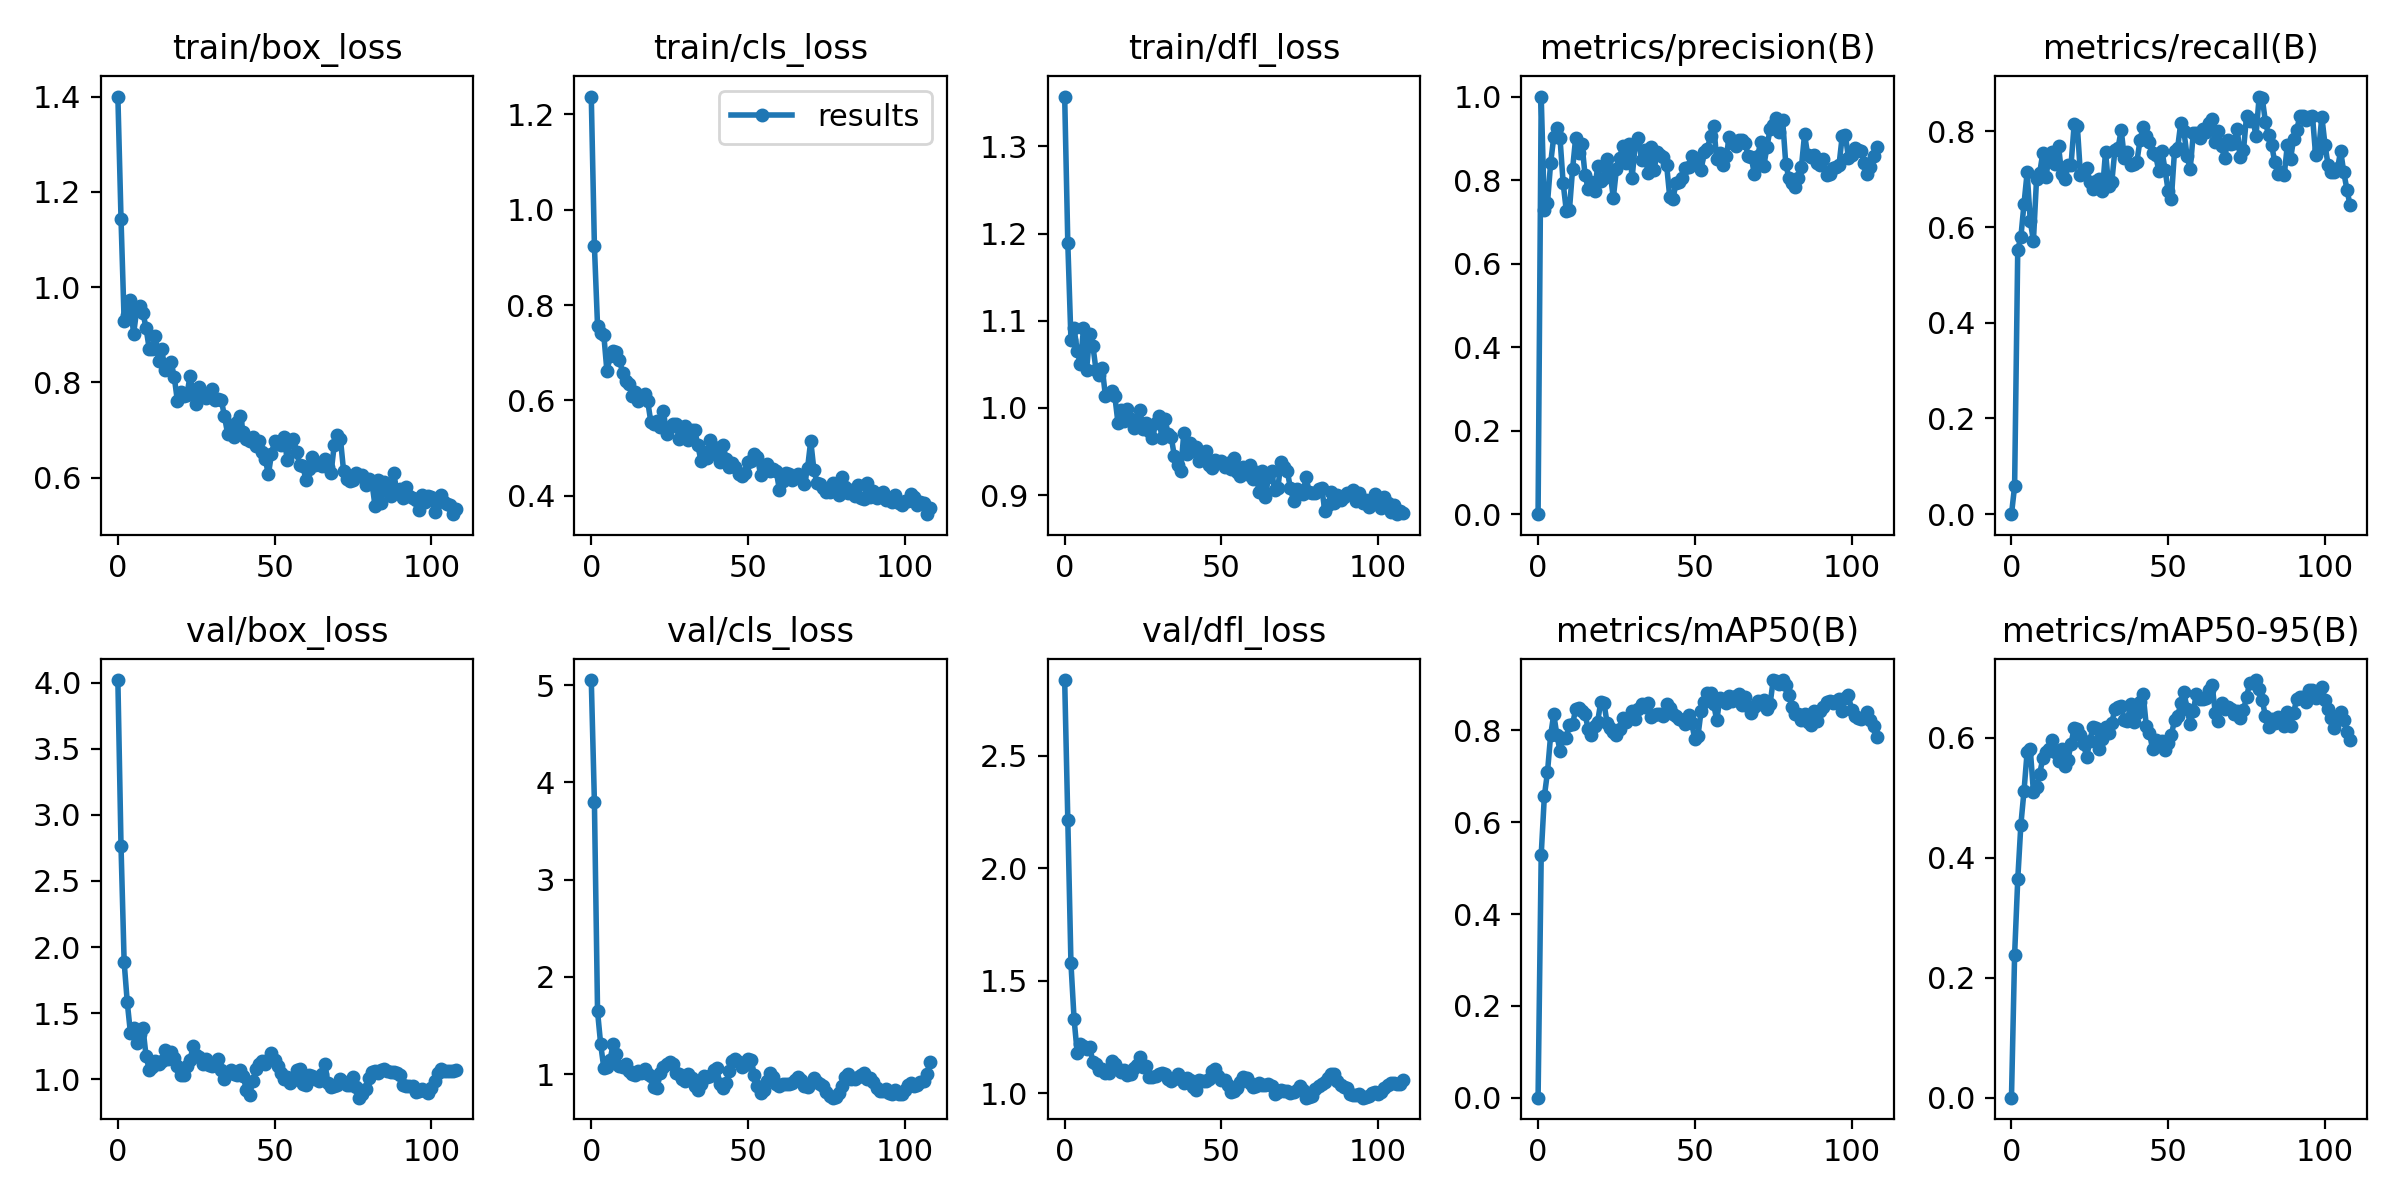 train/box_loss
1.4
1.2
1.0
0.8
0.6
0 50 100
train/cls_loss
results
1.2
1.0
0.8
0.6
0.4
0 50 100
train/dfl_loss
1.3
1.2
1.1
1.0
0.9
0 50 100
metrics/precision(B)
1.0
0.8
0.6
0.4
0.2
0.0
0 50 100
metrics/recall(B)
0.8
0.6
0.4
0.2
0.0
0 50 100
val/box_loss
4.0
3.5
3.0
2.5
2.0
1.5
1.0
0 50 100
val/cls_loss
5
4
3
2
1
0 50 100
val/dfl_loss
2.5
2.0
1.5
1.0
0 50 100
metrics/mAP50(B)
0.8
0.6
0.4
0.2
0.0
0 50 100
metrics/mAP50-95(B)
0.6
0.4
0.2
0.0
0 50 100